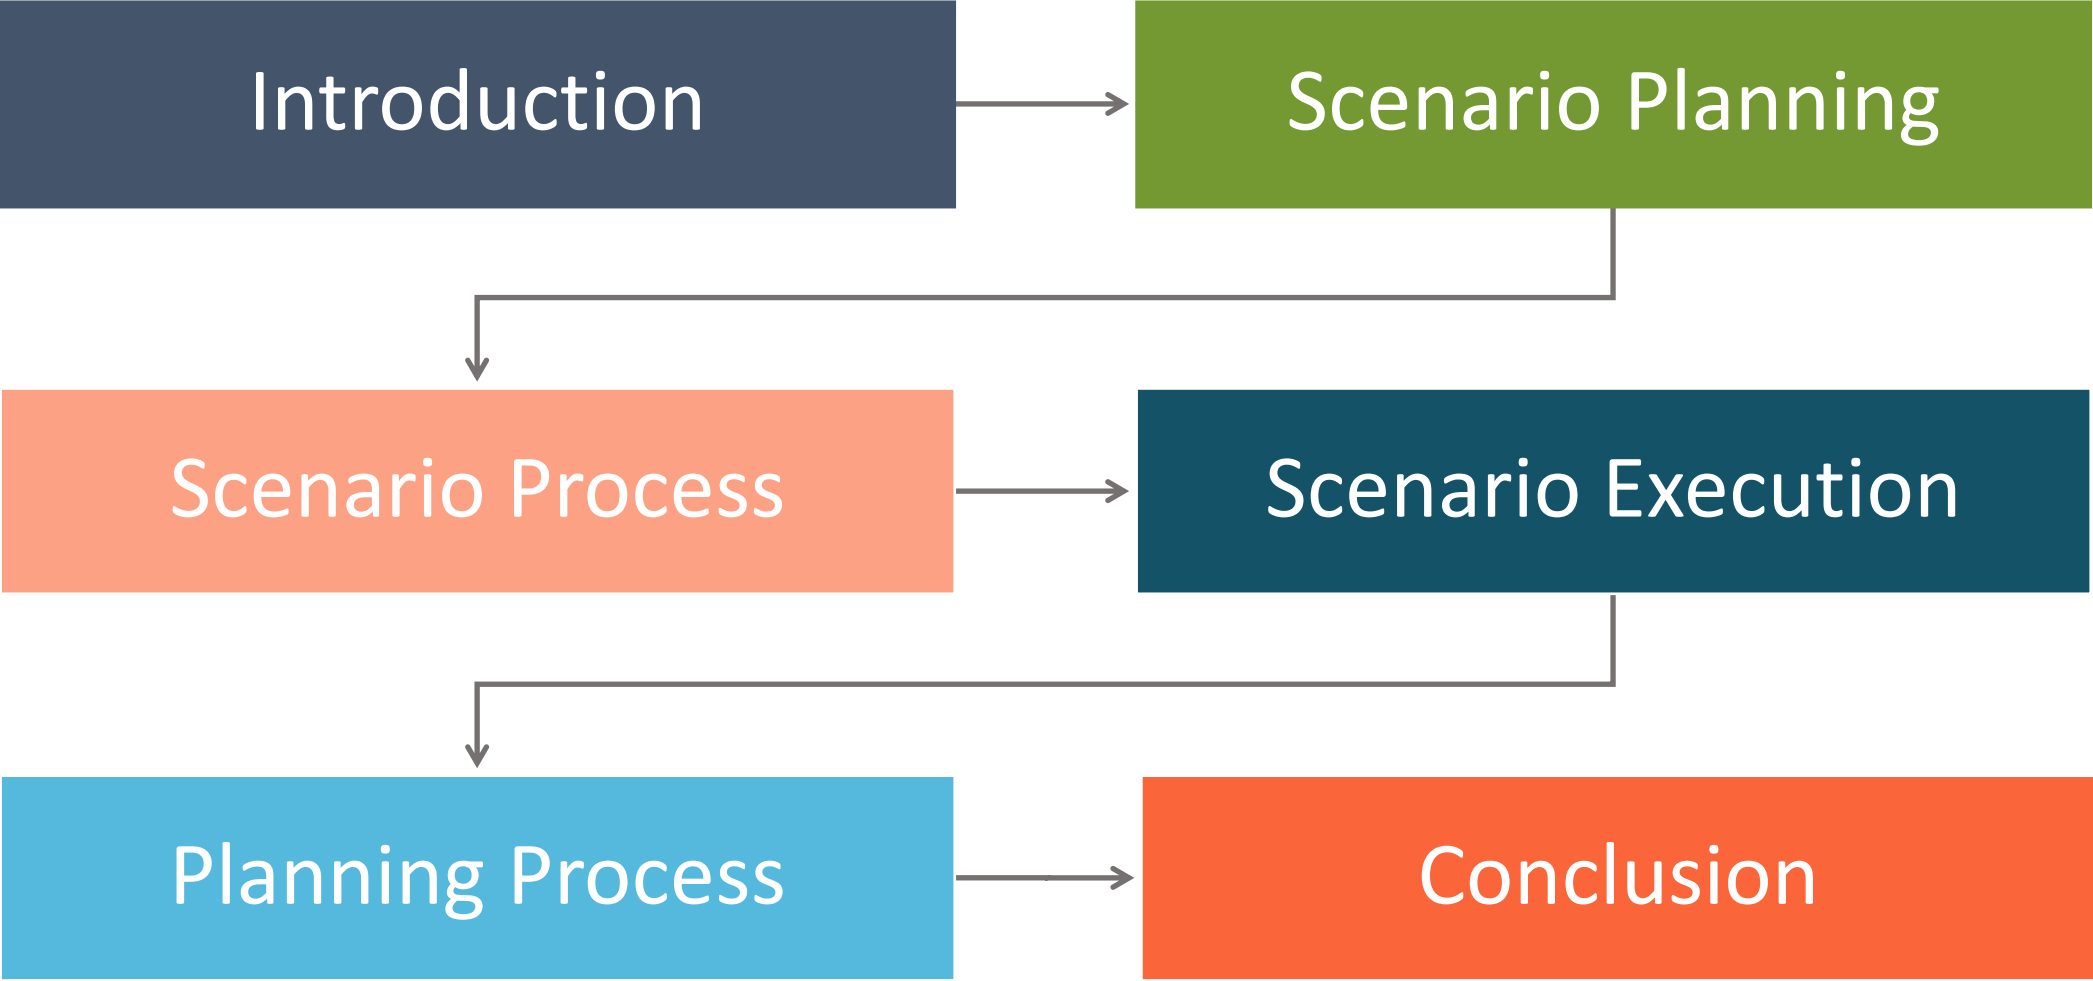 Introduction
Scenario Planning
Scenario Process
Scenario Execution
Planning Process
Conclusion